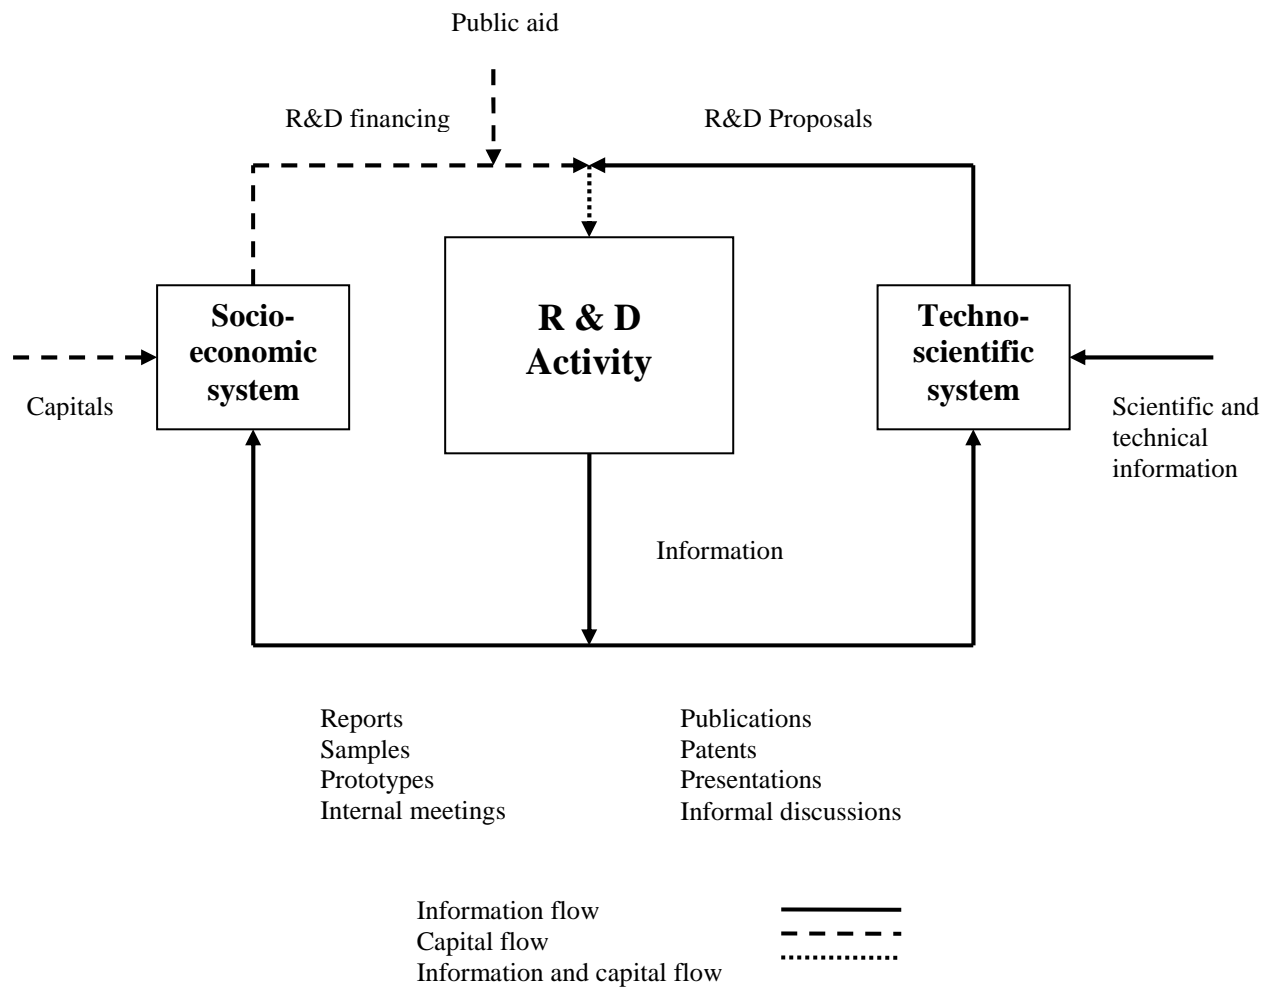 Public aid
R&D financing
R&D Proposals
Socio-
economic
system
R & D
Activity
Techno-
scientific
system
Capitals
Scientific and
technical
information
Information
Reports
Samples
Prototypes
Internal meetings
Publications
Patents
Presentations
Informal discussions
Information flow
Capital flow
Information and capital flow